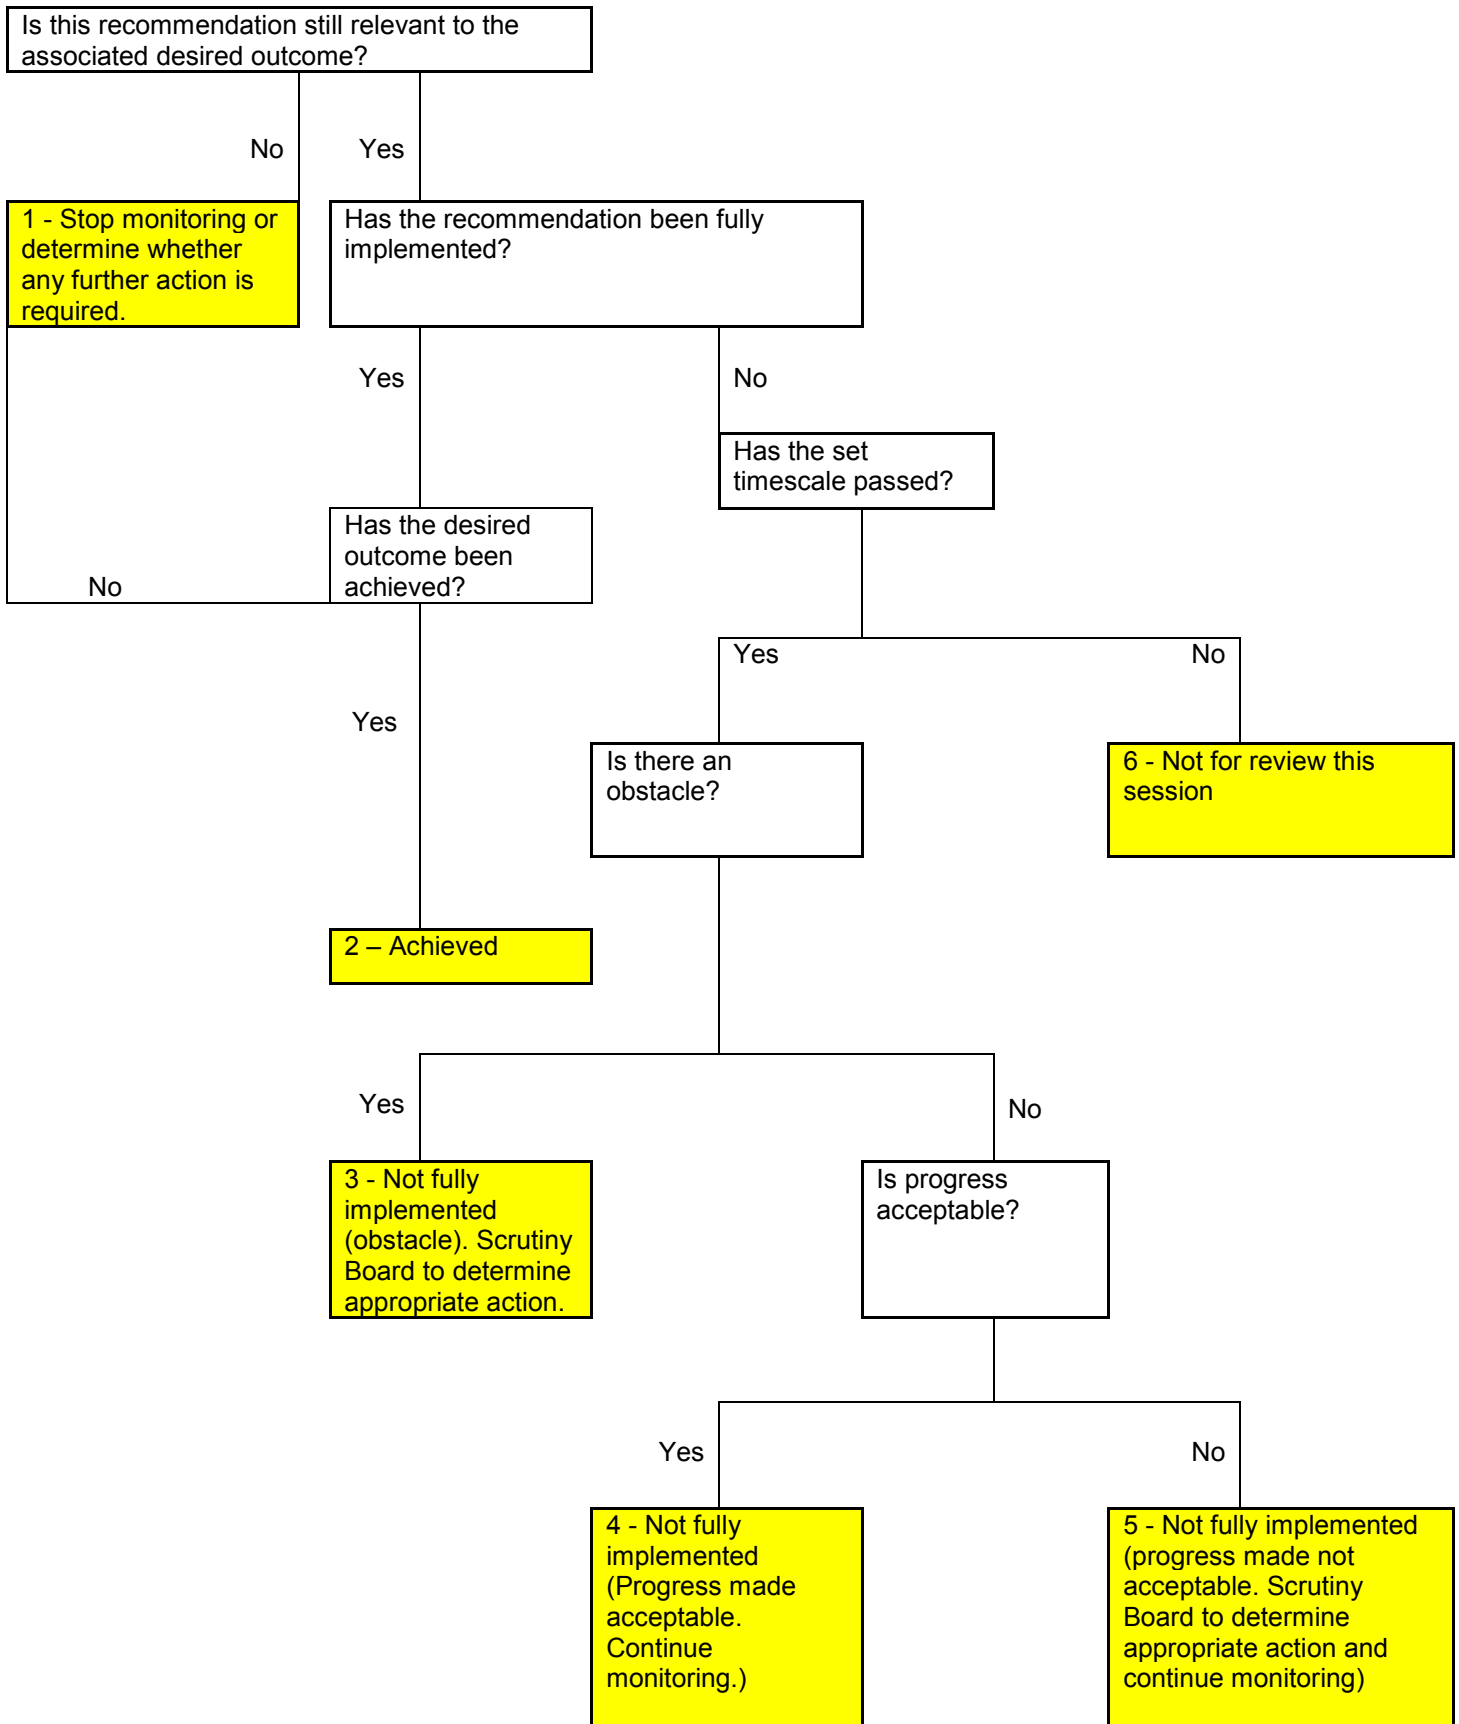 Is this recommendation still relevant to the
associated desired outcome?
No
Yes
1 - Stop monitoring or
determine whether
any further action is
required.
Has the recommendation been fully
implemented?
Yes
No
Has the set
timescale passed?
Has the desired
outcome been
achieved?
No
Yes
No
Yes
Is there an
obstacle?
6 - Not for review this
session
2 – Achieved
Yes
No
3 - Not fully
implemented
(obstacle). Scrutiny
Board to determine
appropriate action.
Is progress
acceptable?
Yes
No
4 - Not fully
implemented
(Progress made
acceptable.
Continue
monitoring.)
5 - Not fully implemented
(progress made not
acceptable. Scrutiny
Board to determine
appropriate action and
continue monitoring)